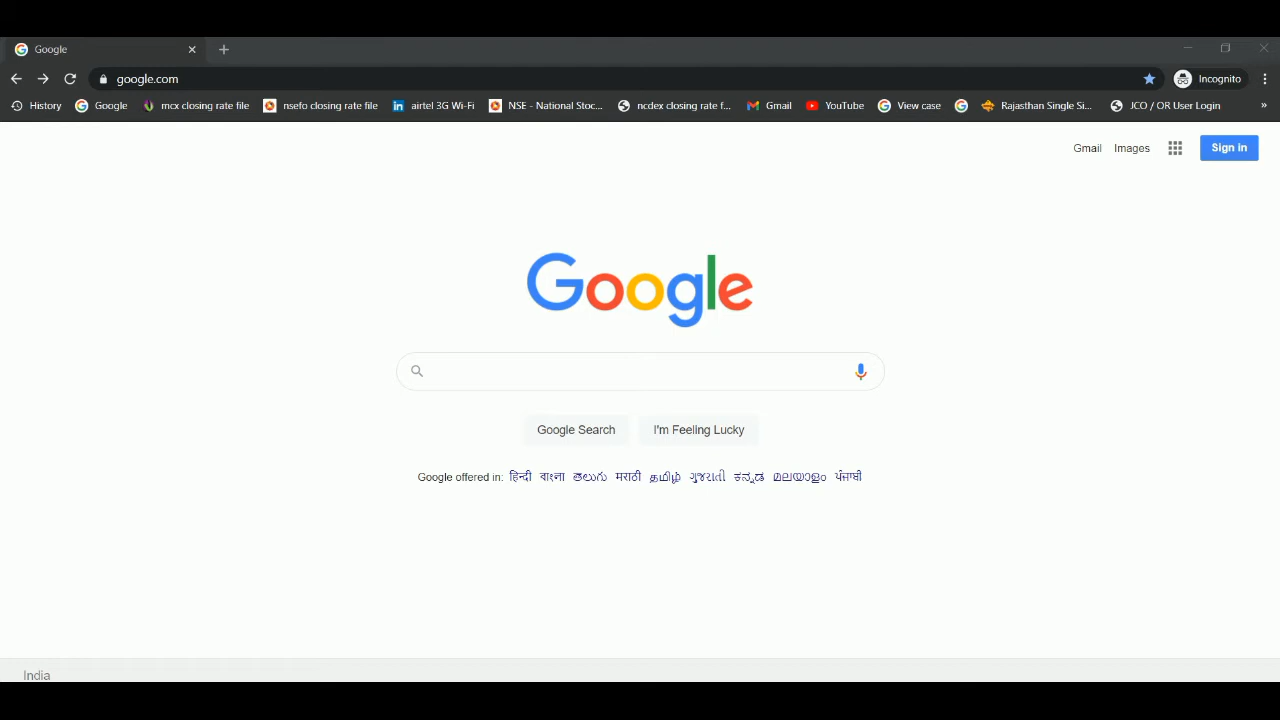 Google
google.com
Incognito
History Google mcx closing rate file nsefo closing rate file airtel 3G Wi-Fi NSE - National Stoc... ncdex closing rate f... Gmail YouTube View case Rajasthan Single Si... JCO / OR User Login »
Gmail Images Sign in
Google
Google Search I'm Feeling Lucky
Google offered in: हिन्दी বাংলা తెలుగు मराठी தமிழ் ગુજરાતી ಕನ್ನಡ മലയാളം ਪੰਜਾਬੀ
India